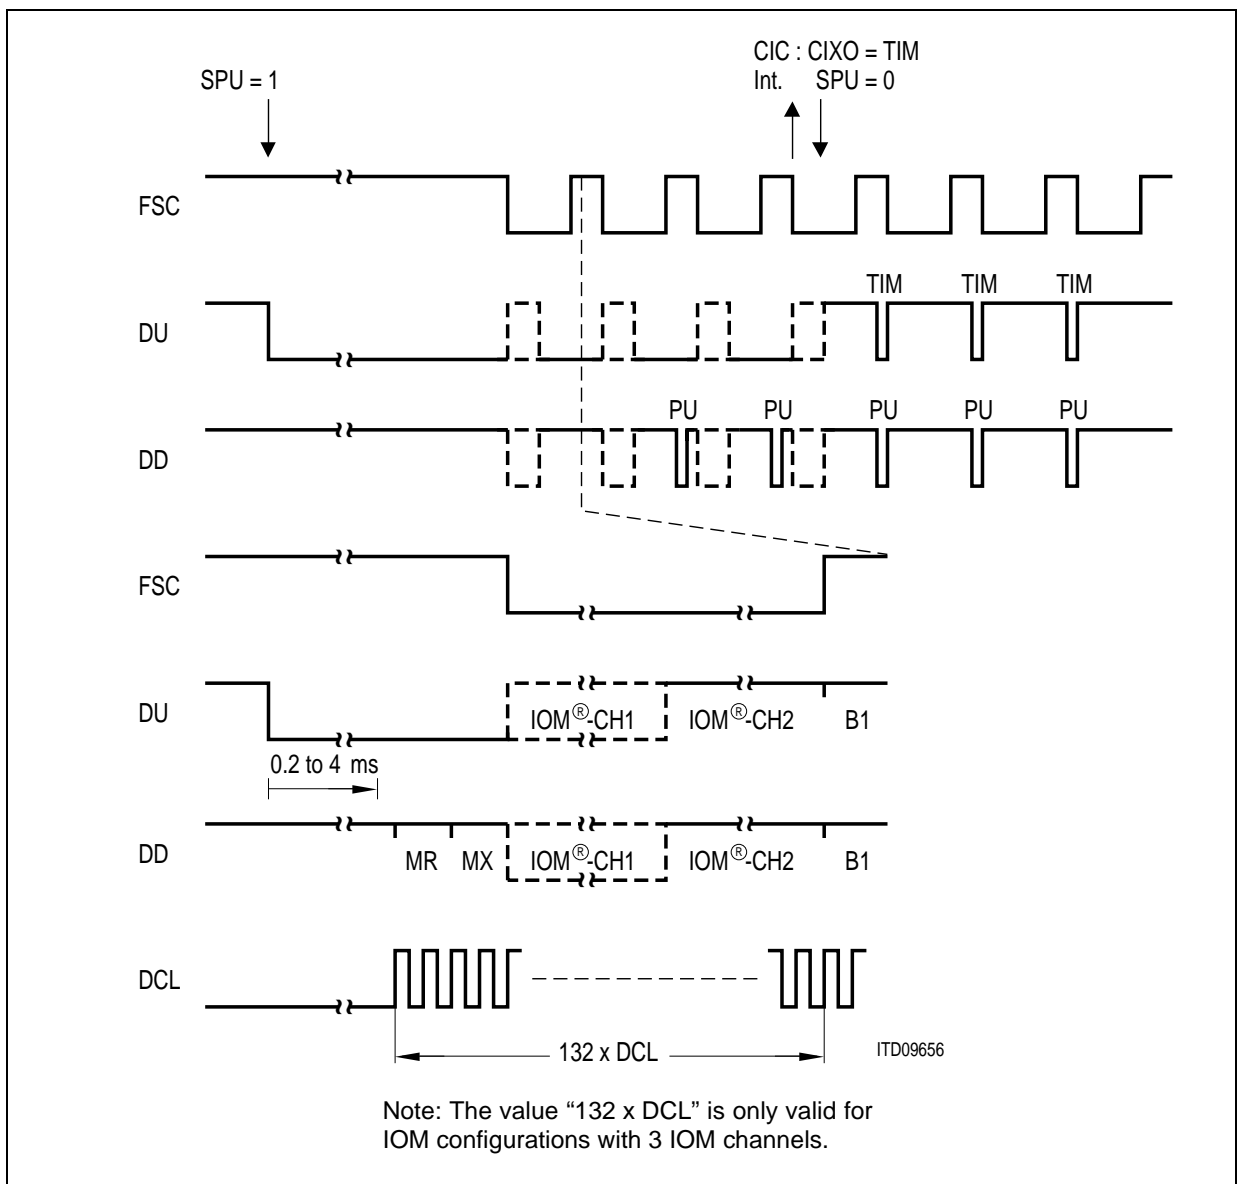 CIC : CIXO = TIM
SPU = 1
Int. SPU = 0
FSC
TIM TIM TIM
DU
PU PU PU PU PU
DD
FSC
DU
IOM®-CH1 IOM®-CH2 B1
0.2 to 4 ms
DD
MR MX IOM®-CH1 IOM®-CH2 B1
DCL
132 x DCL
ITD09656
Note: The value “132 x DCL” is only valid for
IOM configurations with 3 IOM channels.